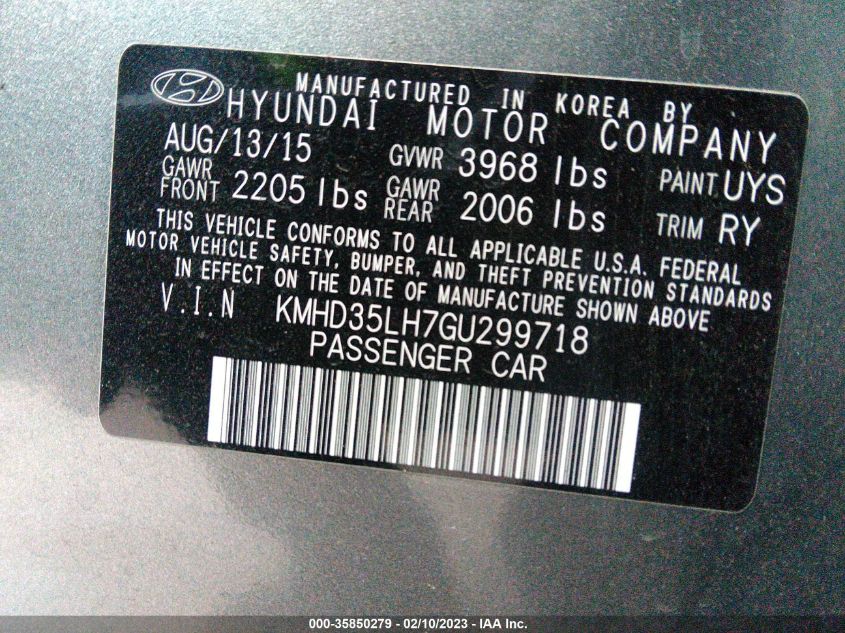 MANUFACTURED IN KOREA BY
HYUNDAI MOTOR COMPANY
AUG/13/15 GVWR 3968 lbs PAINT UYS
GAWR FRONT 2205 lbs GAWR REAR 2006 lbs TRIM RY
THIS VEHICLE CONFORMS TO ALL APPLICABLE U.S.A. FEDERAL
MOTOR VEHICLE SAFETY, BUMPER, AND THEFT PREVENTION STANDARDS
IN EFFECT ON THE DATE OF MANUFACTURE SHOWN ABOVE
V.I.N KMHD35LH7GU299718
PASSENGER CAR
000-35850279 - 02/10/2023 - IAA Inc.